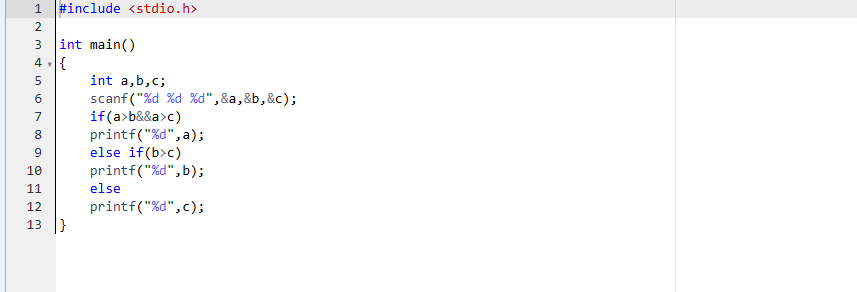 1 #include <stdio.h>
2
3 int main()
4 {
5     int a,b,c;
6     scanf("%d %d %d",&a,&b,&c);
7     if(a>b&&a>c)
8     printf("%d",a);
9     else if(b>c)
10     printf("%d",b);
11     else
12     printf("%d",c);
13 }